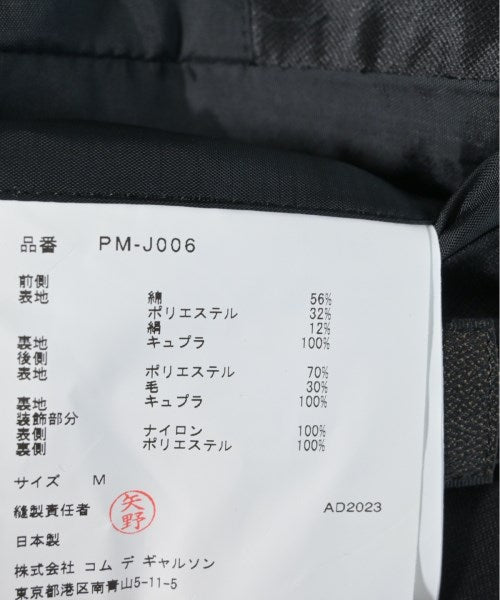 品番 PM-J006
前側
表地 綿 56%
ポリエステル 32%
絹 12%
裏地 キュプラ 100%
後側
表地 ポリエステル 70%
毛 30%
裏地 キュプラ 100%
装飾部分
表側 ナイロン 100%
裏側 ポリエステル 100%
サイズ M
縫製責任者 矢野 AD2023
日本製
株式会社 コム デ ギャルソン
東京都港区南青山5-11-5